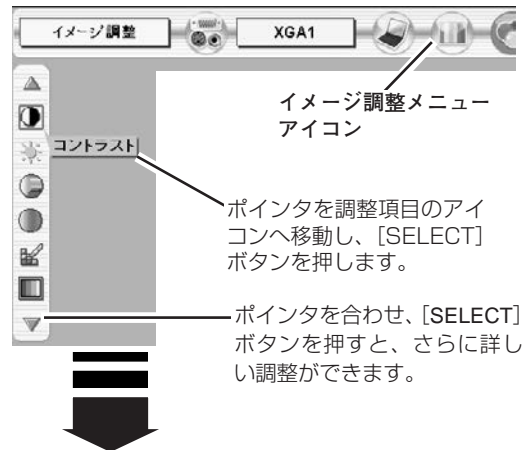 イメージ調整
XGA1
イメージ調整メニュー
アイコン
コントラスト
ポインタを調整項目のアイ
コンへ移動し、［SELECT］
ボタンを押します。
ポインタを合わせ、［SELECT］
ボタンを押すと、さらに詳し
い調整ができます。